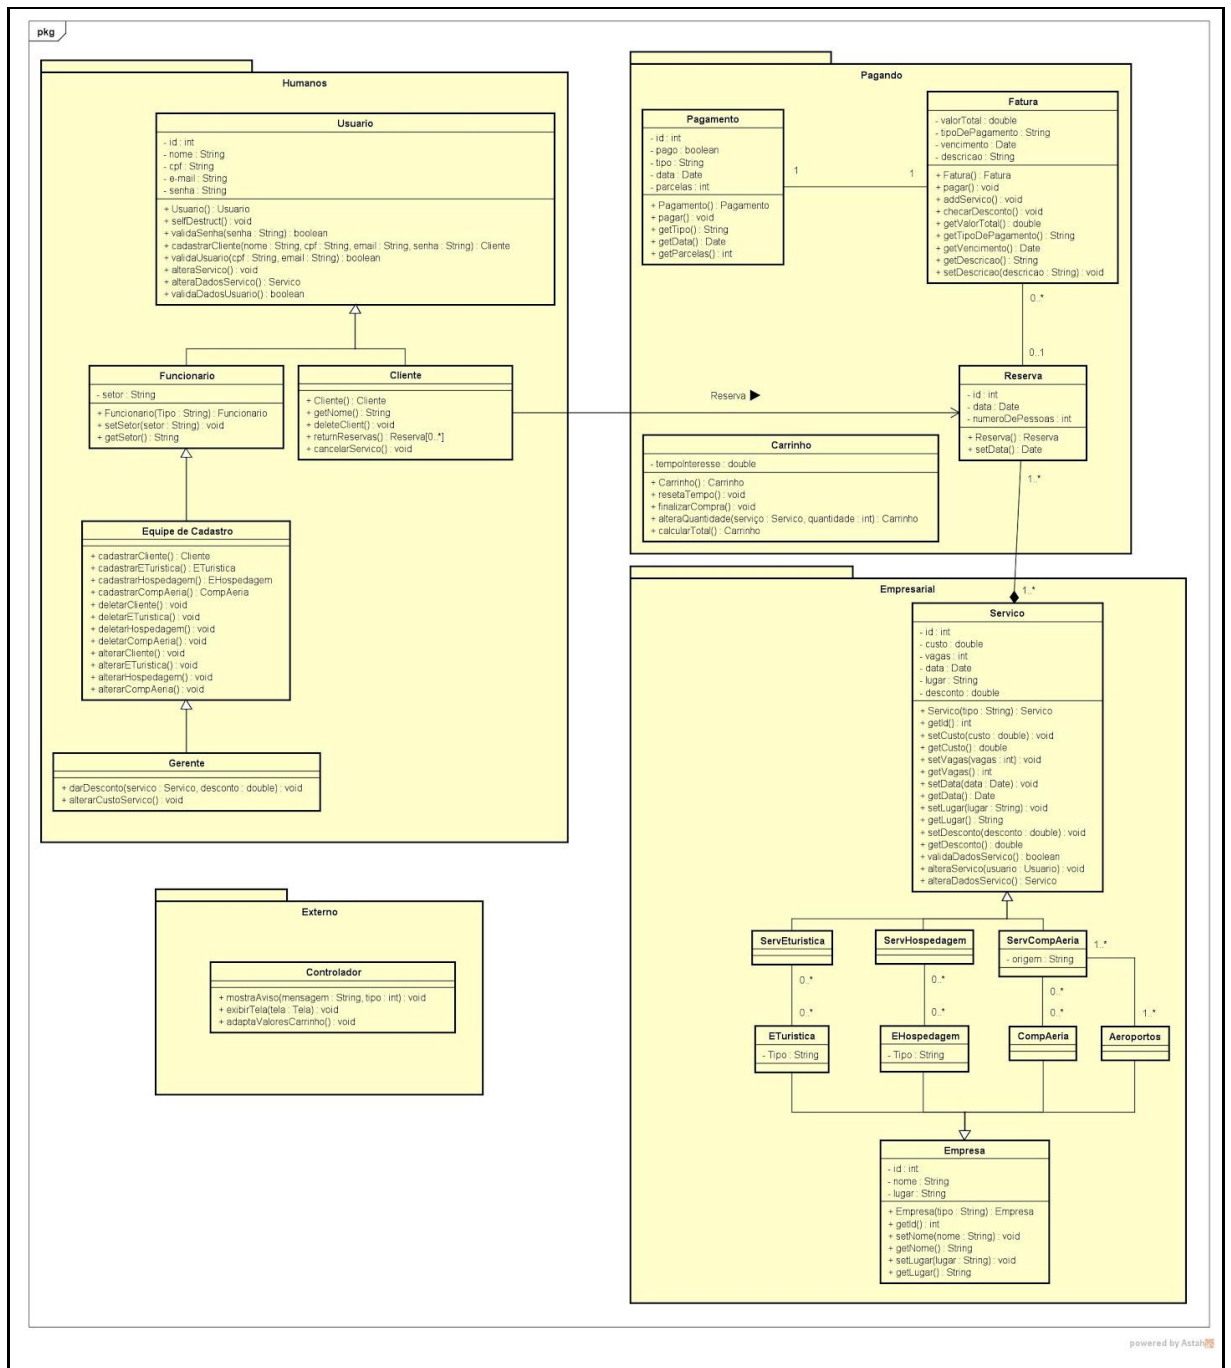 pkg
Humanos
Usuario
- id : int
- nome : String
- cpf : String
- e-mail : String
- senha : String
+ Usuario() : Usuario
+ selfDestruct() : void
+ validaSenha(senha : String) : boolean
+ cadastrarCliente(nome : String, cpf : String, email : String, senha : String) : Cliente
+ validaUsuario(cpf : String, email : String) : boolean
+ alteraServico() : void
+ alteraDadosServico() : Servico
+ validaDadosUsuario() : boolean
Funcionario
- setor : String
+ Funcionario(Tipo : String) : Funcionario
+ setSetor(setor : String) : void
+ getSetor() : String
Cliente
+ Cliente() : Cliente
+ getNome() : String
+ deleteClient() : void
+ returnReservas() : Reserva[0..*]
+ cancelarServico() : void
Equipe de Cadastro
+ cadastrarCliente() : Cliente
+ cadastrarETuristica() : ETuristica
+ cadastrarHospedagem() : EHospedagem
+ cadastrarCompAeria() : CompAeria
+ deletarCliente() : void
+ deletarETuristica() : void
+ deletarHospedagem() : void
+ deletarCompAeria() : void
+ alterarCliente() : void
+ alterarETuristica() : void
+ alterarHospedagem() : void
+ alterarCompAeria() : void
Gerente
+ darDesconto(servico : Servico, desconto : double) : void
+ alterarCustoServico() : void
Pagando
Pagamento
- id : int
- pago : boolean
- tipo : String
- data : Date
- parcelas : int
+ Pagamento() : Pagamento
+ pagar() : void
+ getTipo() : String
+ getData() : Date
+ getParcelas() : int
1
1
Fatura
- valorTotal : double
- tipoDePagamento : String
- vencimento : Date
- descricao : String
+ Fatura() : Fatura
+ pagar() : void
+ addServico() : void
+ checarDesconto() : void
+ getValorTotal() : double
+ getTipoDePagamento() : String
+ getVencimento() : Date
+ getDescricao() : String
+ setDescricao(descricao : String) : void
0..*
0..1
Reserva
Reserva
- id : int
- data : Date
- numeroDePessoas : int
+ Reserva() : Reserva
+ setData() : Date
1..*
Carrinho
- tempoInteresse : double
+ Carrinho() : Carrinho
+ resetaTempo() : void
+ finalizarCompra() : void
+ alteraQuantidade(serviço : Servico, quantidade : int) : Carrinho
+ calcularTotal() : Carrinho
Empresarial
1..*
Servico
- id : int
- custo : double
- vagas : int
- data : Date
- lugar : String
- desconto : double
+ Servico(tipo : String) : Servico
+ getId() : int
+ setCusto(custo : double) : void
+ getCusto() : double
+ setVagas(vagas : int) : void
+ getVagas() : int
+ setData(data : Date) : void
+ getData() : Date
+ setLugar(lugar : String) : void
+ getLugar() : String
+ setDesconto(desconto : double) : void
+ getDesconto() : double
+ validaDadosServico() : boolean
+ alteraServico(usuario : Usuario) : void
+ alteraDadosServico() : Servico
ServEturistica
ServHospedagem
ServCompAeria
- origem : String
1..*
0..*
0..*
0..*
0..*
0..*
0..*
1..*
ETuristica
- Tipo : String
EHospedagem
- Tipo : String
CompAeria
Aeroportos
Empresa
- id : int
- nome : String
- lugar : String
+ Empresa(tipo : String) : Empresa
+ getId() : int
+ setNome(nome : String) : void
+ getNome() : String
+ setLugar(lugar : String) : void
+ getLugar() : String
Externo
Controlador
+ mostraAviso(mensagem : String, tipo : int) : void
+ exibirTela(tela : Tela) : void
+ adaptaValoresCarrinho() : void
powered by Astah